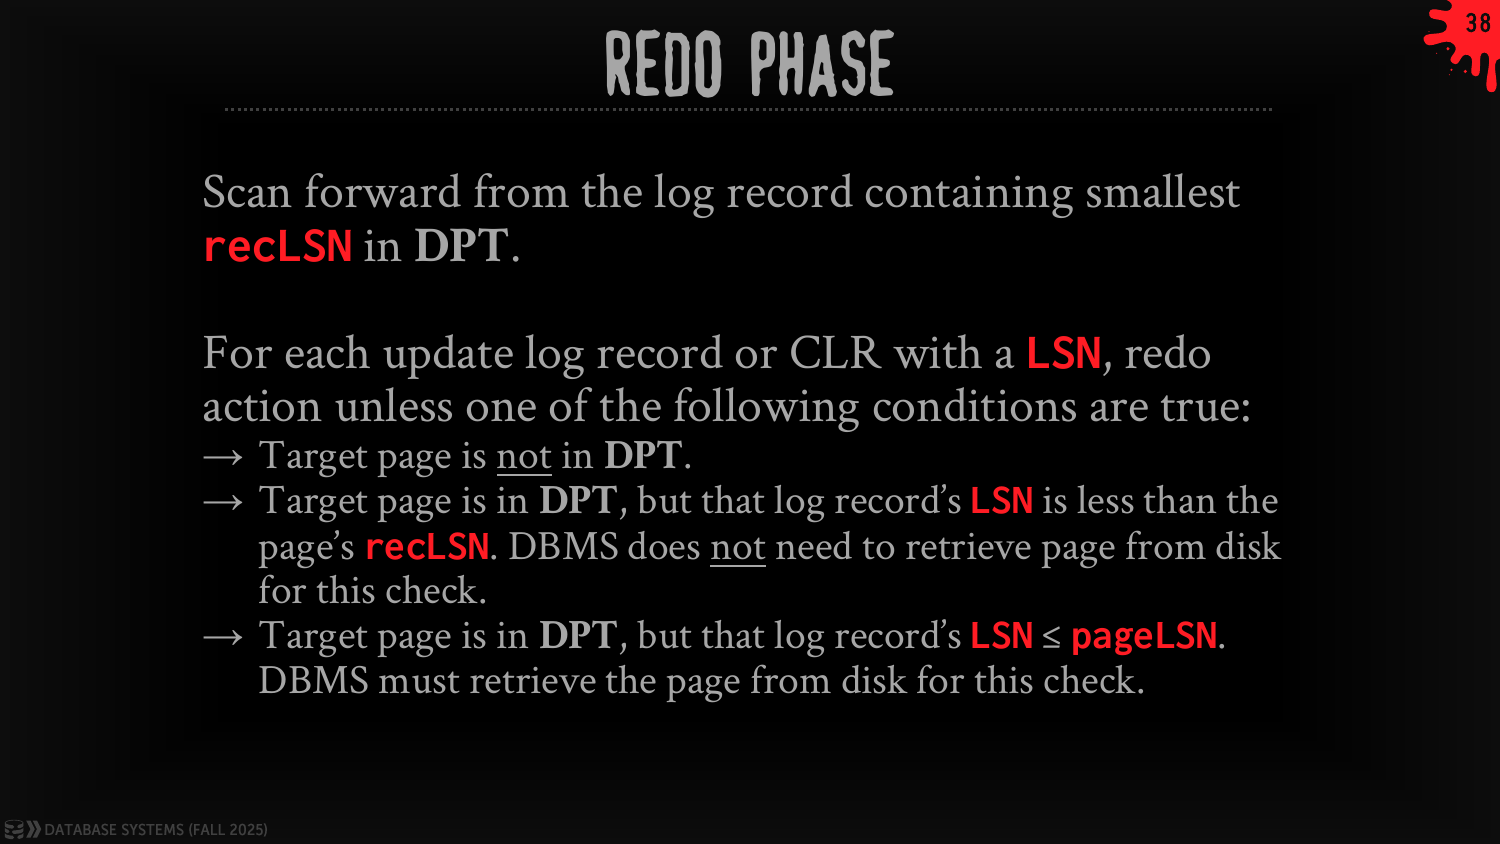 38
REDO PHASE
Scan forward from the log record containing smallest
recLSN in DPT.
For each update log record or CLR with a LSN, redo
action unless one of the following conditions are true:
→ Target page is not in DPT.
→ Target page is in DPT, but that log record’s LSN is less than the
page’s recLSN. DBMS does not need to retrieve page from disk
for this check.
→ Target page is in DPT, but that log record’s LSN ≤ pageLSN.
DBMS must retrieve the page from disk for this check.
DATABASE SYSTEMS (FALL 2025)